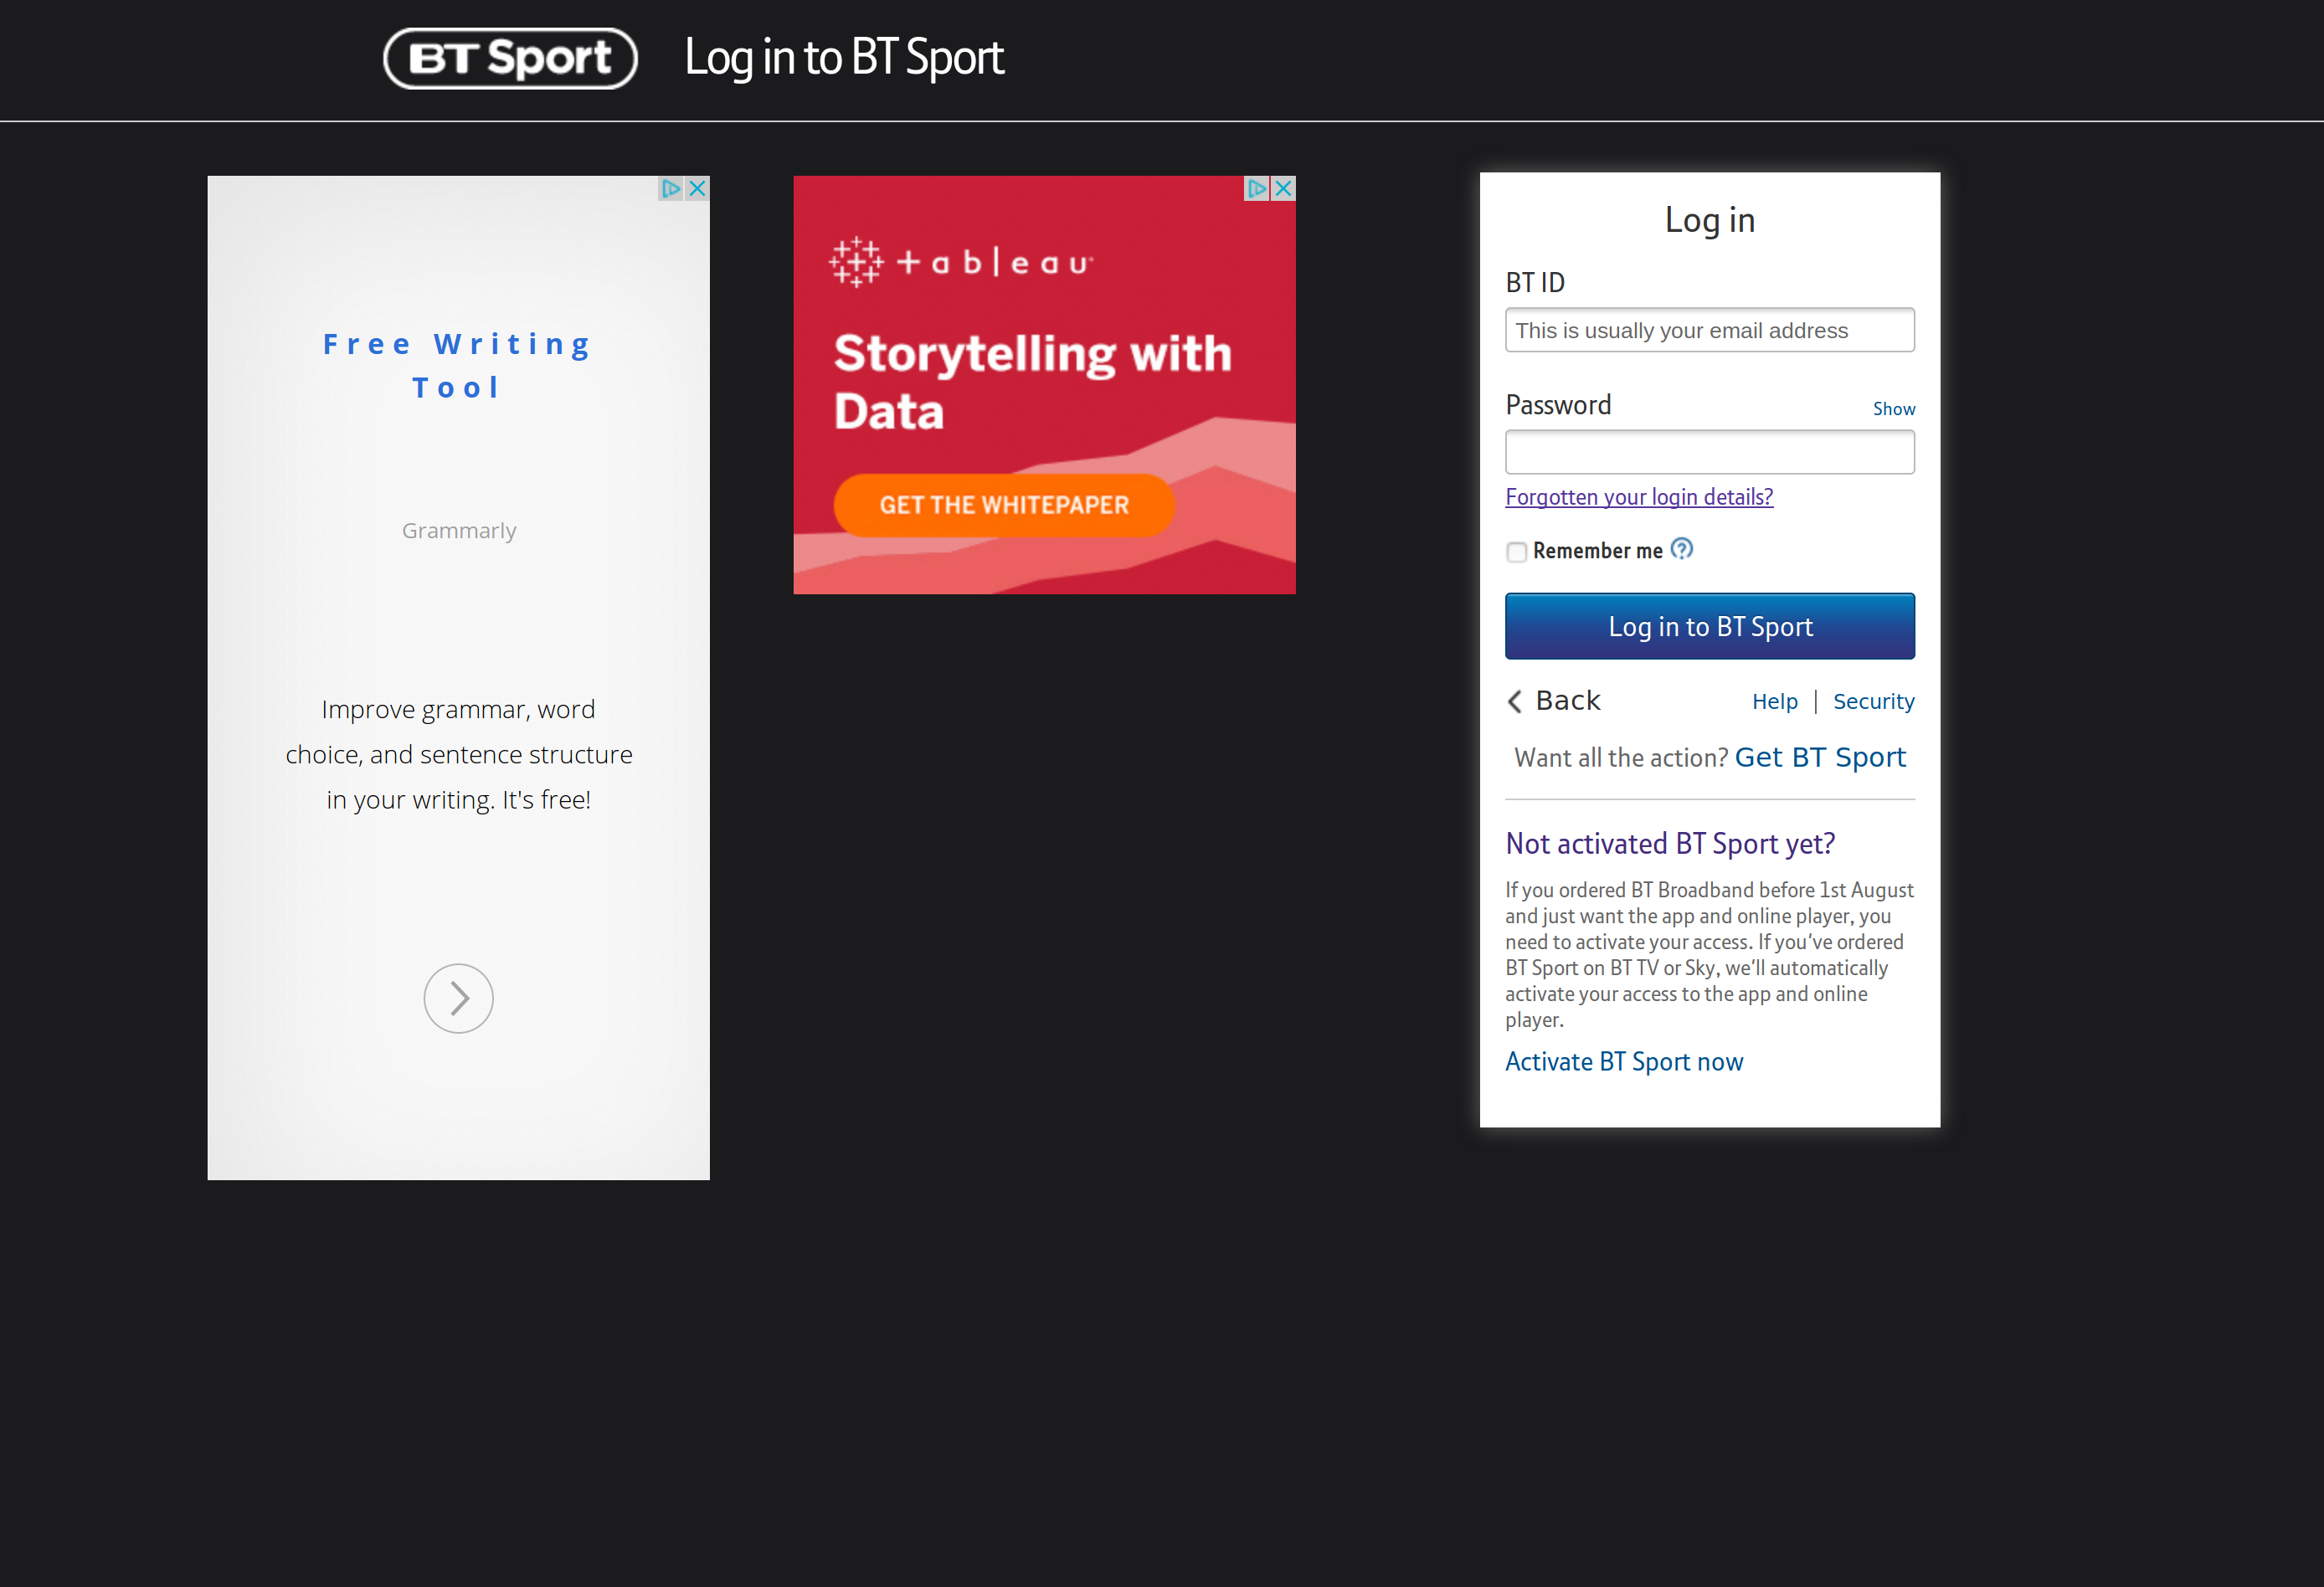 BT Sport
Log in to BT Sport
Free Writing
Tool
Grammarly
Improve grammar, word
choice, and sentence structure
in your writing. It's free!
+ableau
Storytelling with
Data
GET THE WHITEPAPER
Log in
BT ID
This is usually your email address
Password
Show
Forgotten your login details?
Remember me
Log in to BT Sport
Back
Help | Security
Want all the action? Get BT Sport
Not activated BT Sport yet?
If you ordered BT Broadband before 1st August
and just want the app and online player, you
need to activate your access. If you've ordered
BT Sport on BT TV or Sky, we'll automatically
activate your access to the app and online
player.
Activate BT Sport now